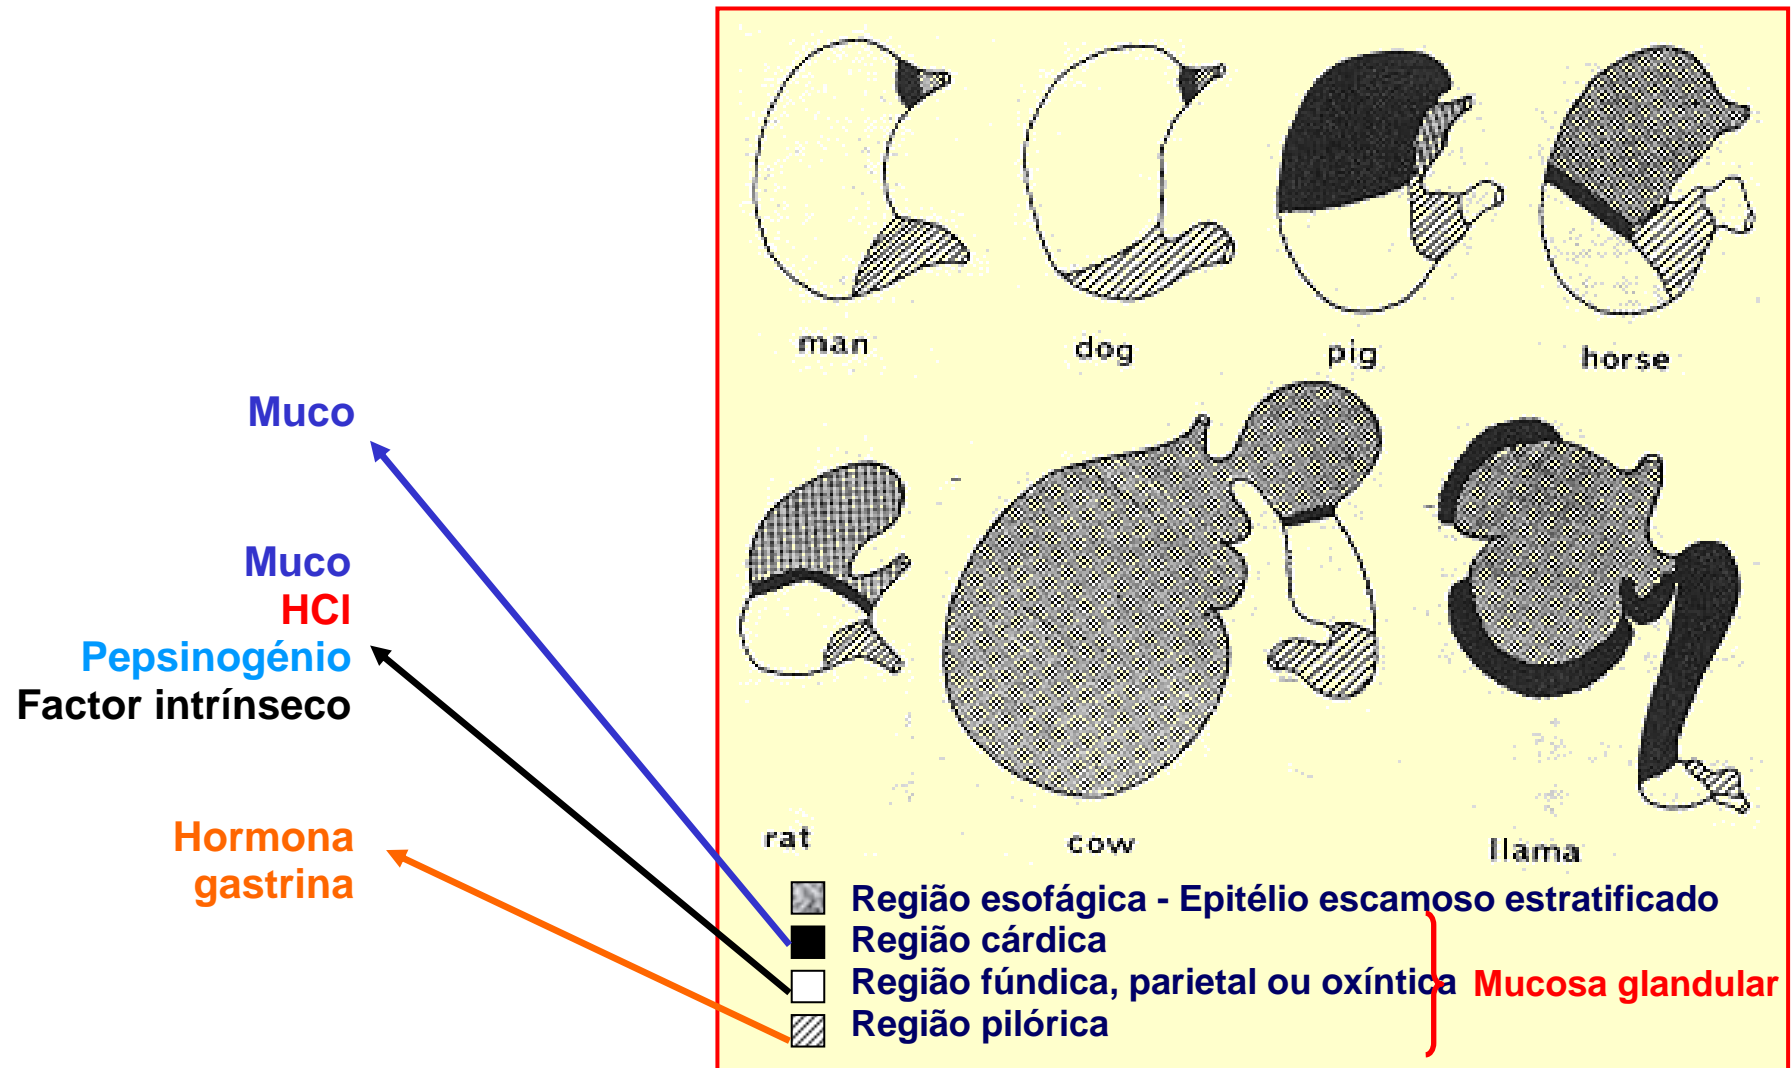 man
dog
pig
horse
Muco
Muco
HCl
Pepsinogénio
Factor intrínseco
Hormona
gastrina
rat
cow
llama
Região esofágica - Epitélio escamoso estratificado
Região cárdica
Região fúndica, parietal ou oxíntica
Mucosa glandular
Região pilórica